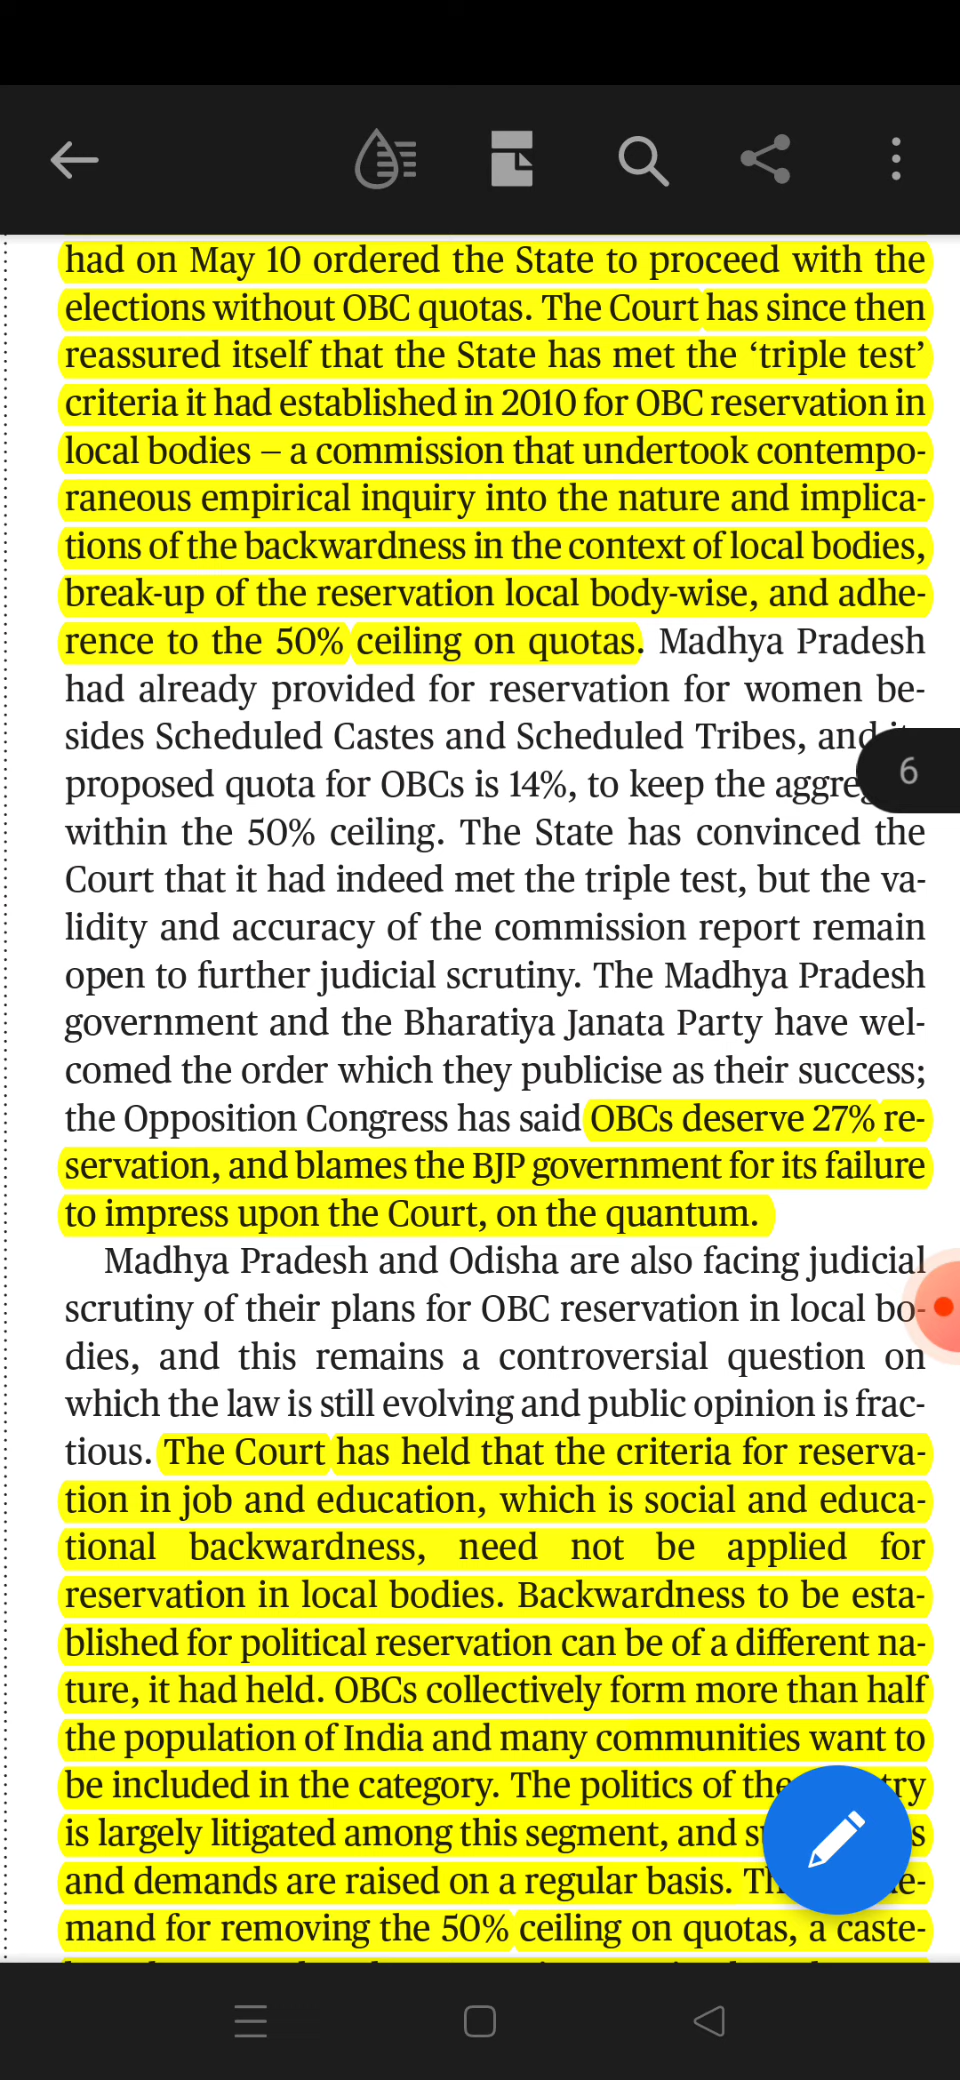 had on May 10 ordered the State to proceed with the
elections without OBC quotas. The Court has since then
reassured itself that the State has met the ‘triple test’
criteria it had established in 2010 for OBC reservation in
local bodies – a commission that undertook contempo-
raneous empirical inquiry into the nature and implica-
tions of the backwardness in the context of local bodies,
break-up of the reservation local body-wise, and adhe-
rence to the 50% ceiling on quotas. Madhya Pradesh
had already provided for reservation for women be-
sides Scheduled Castes and Scheduled Tribes, and
6
proposed quota for OBCs is 14%, to keep the
within the 50% ceiling. The State has convinced the
Court that it had indeed met the triple test, but the va-
lidity and accuracy of the commission report remain
open to further judicial scrutiny. The Madhya Pradesh
government and the Bharatiya Janata Party have wel-
comed the order which they publicise as their success;
the Opposition Congress has said OBCs deserve 27% re-
servation, and blames the BJP government for its failure
to impress upon the Court, on the quantum.
Madhya Pradesh and Odisha are also facing judicial
scrutiny of their plans for OBC reservation in local bo-
dies, and this remains a controversial question on
which the law is still evolving and public opinion is frac-
tious. The Court has held that the criteria for reserva-
tion in job and education, which is social and educa-
tional backwardness, need not be applied for
reservation in local bodies. Backwardness to be esta-
blished for political reservation can be of a different na-
ture, it had held. OBCs collectively form more than half
the population of India and many communities want to
be included in the category. The politics of the
is largely litigated among this segment, and
and demands are raised on a regular basis.
mand for removing the 50% ceiling on quotas, a caste-